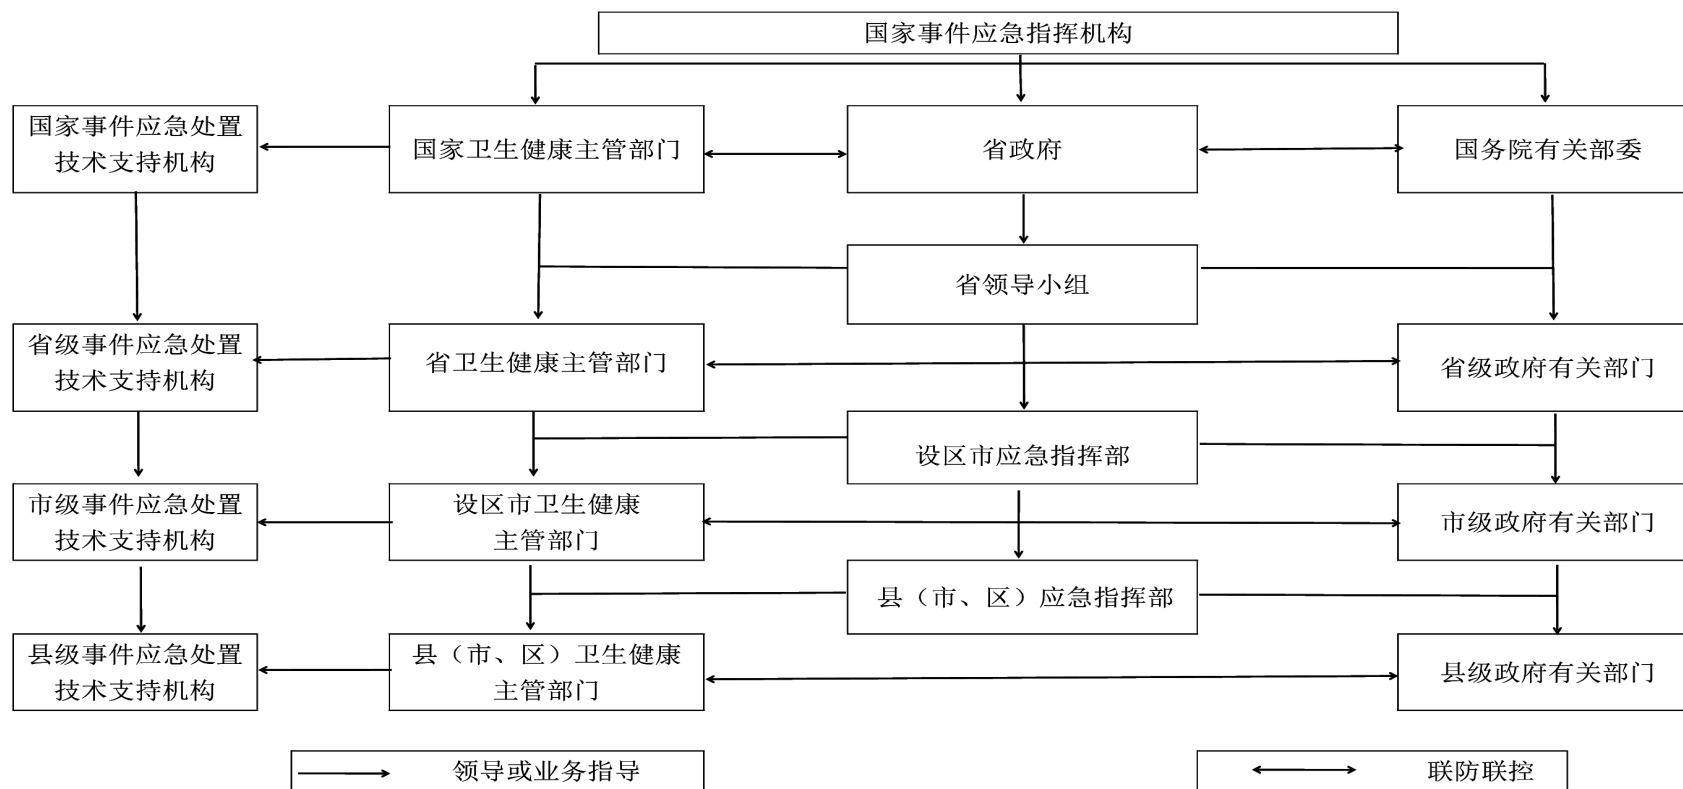 国家事件应急指挥机构
国家事件应急处置
技术支持机构
国家卫生健康主管部门
省政府
国务院有关部委
省领导小组
省级事件应急处置
技术支持机构
省卫生健康主管部门
省级政府有关部门
设区市应急指挥部
市级事件应急处置
技术支持机构
设区市卫生健康
主管部门
市级政府有关部门
县（市、区）应急指挥部
县级事件应急处置
技术支持机构
县（市、区）卫生健康
主管部门
县级政府有关部门
领导或业务指导
联防联控